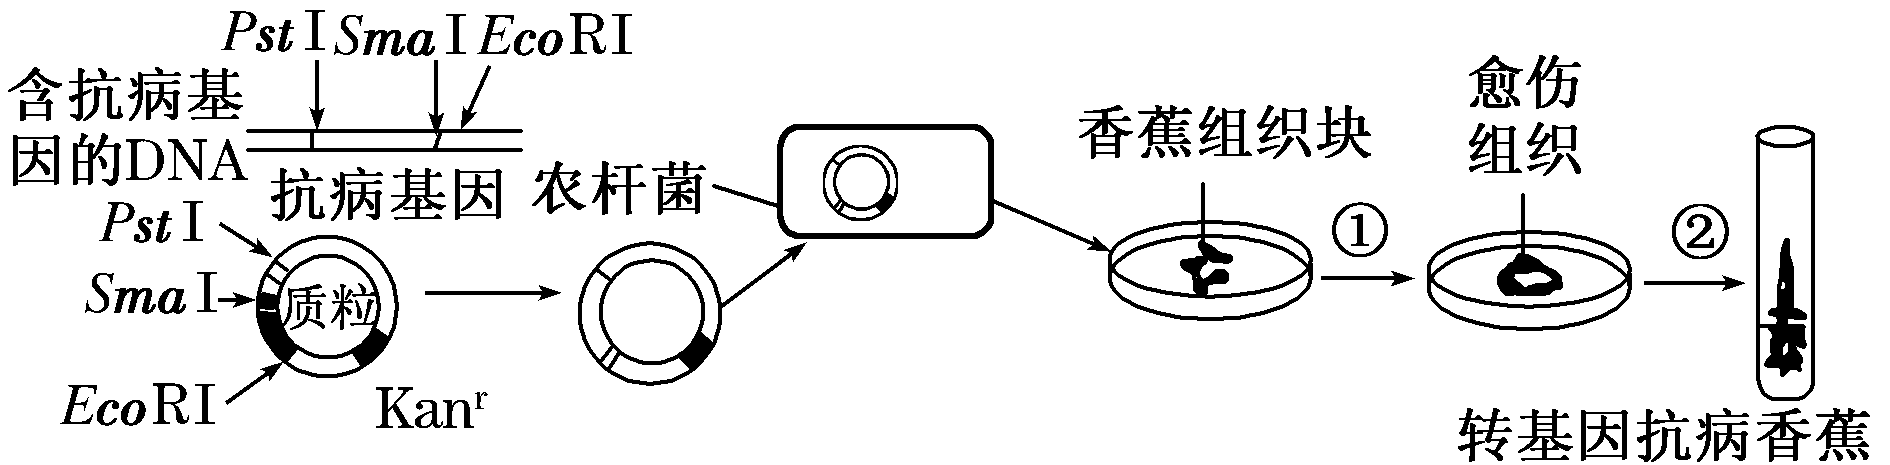 PstⅠ SmaⅠ EcoRⅠ
含抗病基
因的DNA
抗病基因
农杆菌
香蕉组织块
愈伤
组织
①
②
PstⅠ
SmaⅠ
质粒
EcoRⅠ
Kanʳ
转基因抗病香蕉